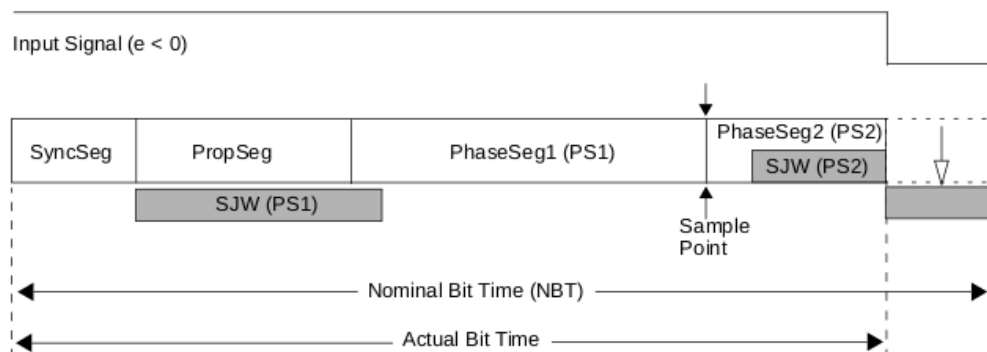 Input Signal (e < 0)
SyncSeg
PropSeg
PhaseSeg1 (PS1)
PhaseSeg2 (PS2)
SJW (PS2)
SJW (PS1)
Sample
Point
Nominal Bit Time (NBT)
Actual Bit Time